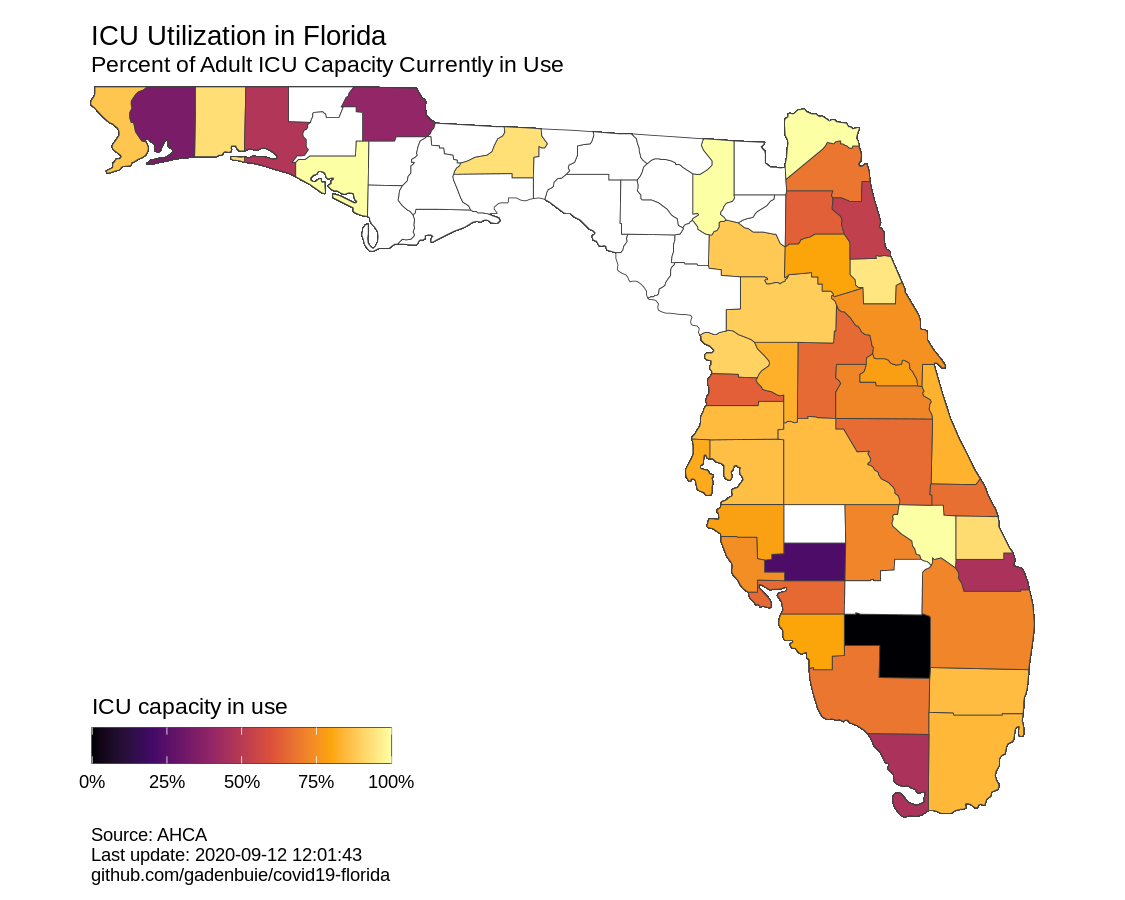 ICU Utilization in Florida
Percent of Adult ICU Capacity Currently in Use
ICU capacity in use
0% 25% 50% 75% 100%
Source: AHCA
Last update: 2020-09-12 12:01:43
github.com/gadenbuie/covid19-florida